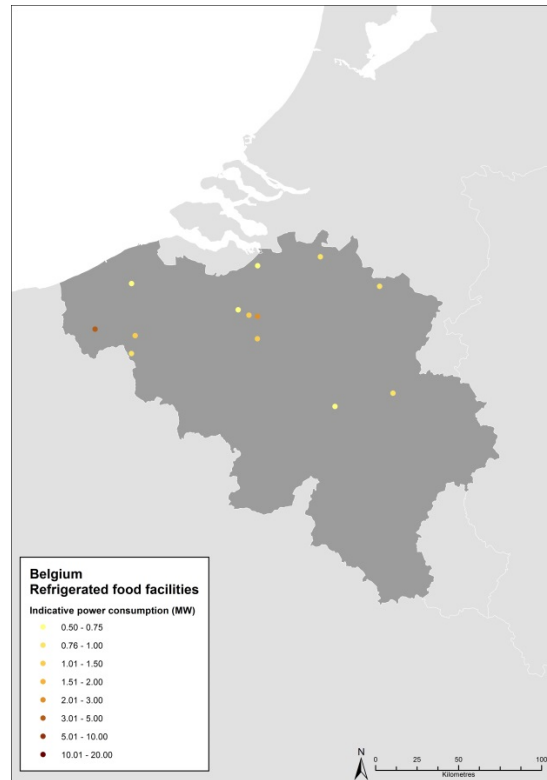 Belgium
Refrigerated food facilities
Indicative power consumption (MW)
0.50 - 0.75
0.76 - 1.00
1.01 - 1.50
1.51 - 2.00
2.01 - 3.00
3.01 - 5.00
5.01 - 10.00
10.01 - 20.00
N
0 25 50 100
Kilometres